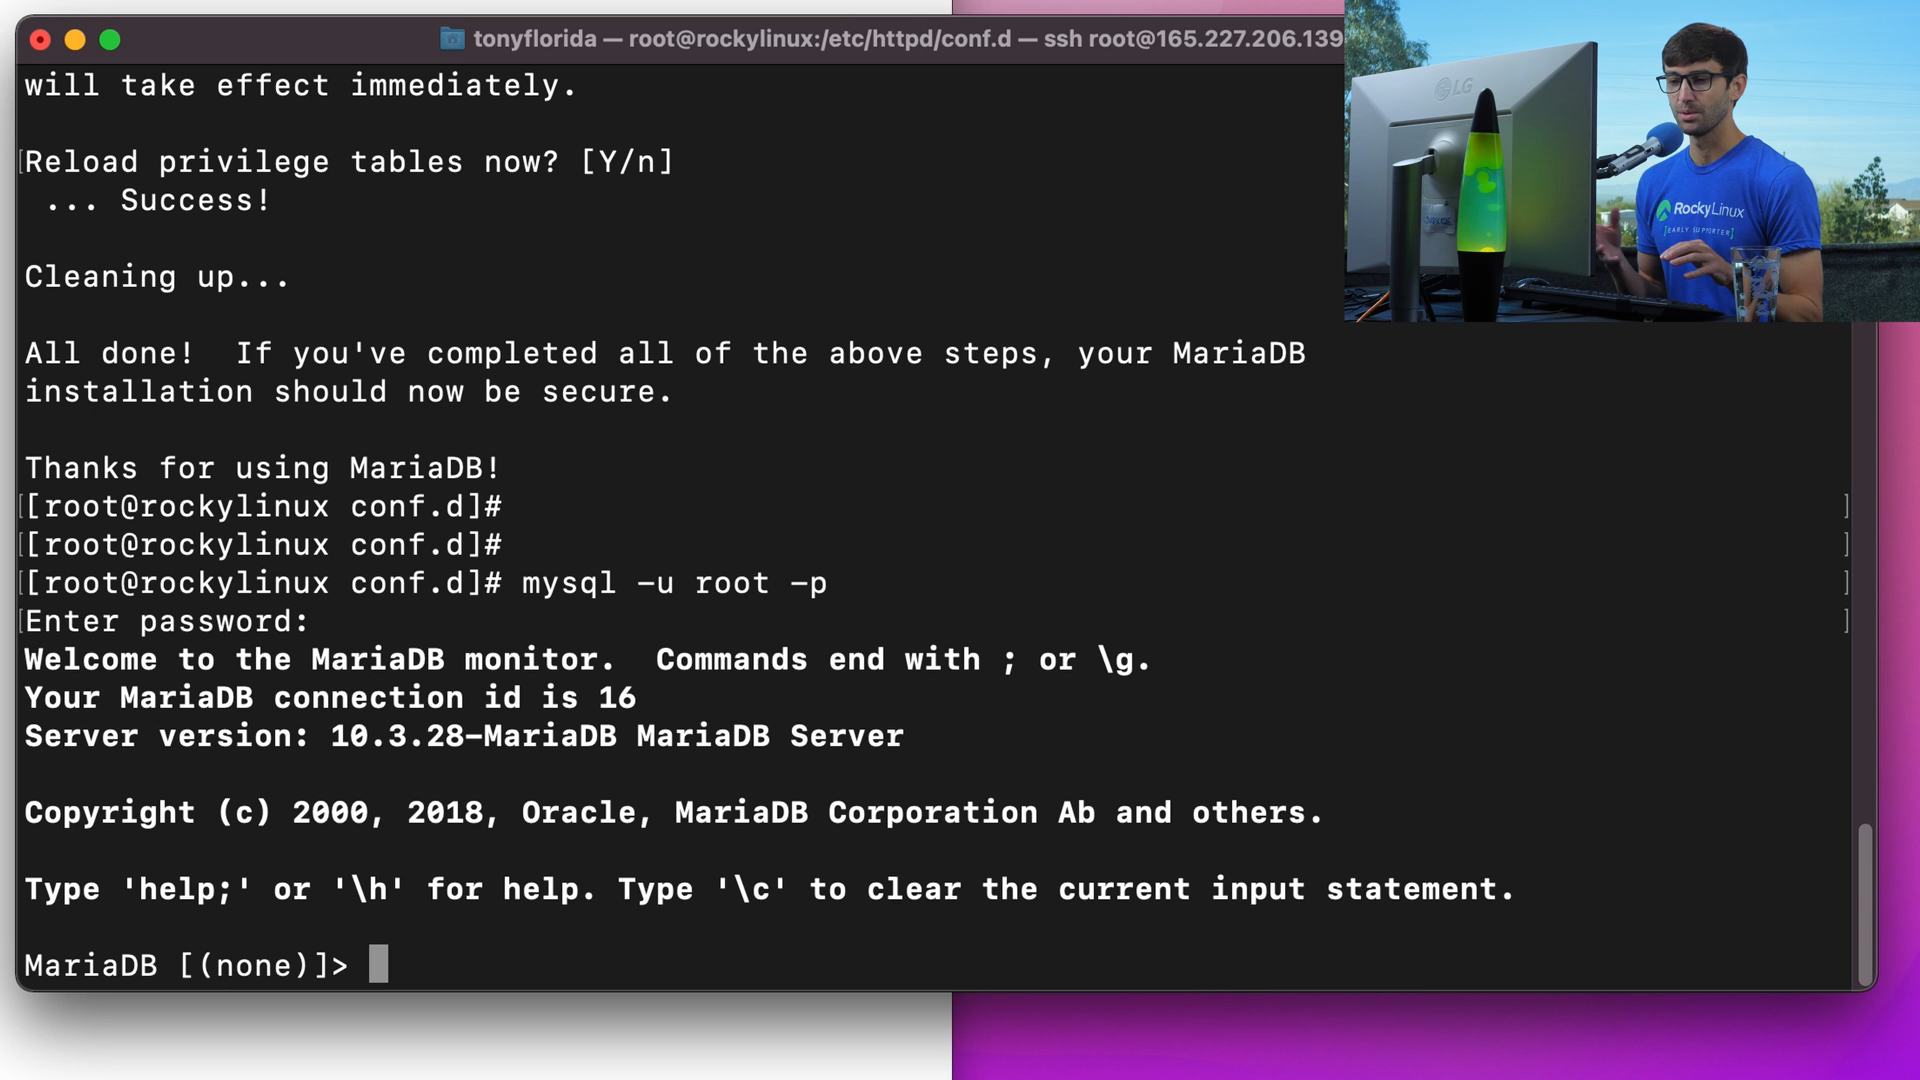 tonyflorida — root@rockylinux:/etc/httpd/conf.d — ssh root@165.227.206.139
will take effect immediately.
[Reload privilege tables now? [Y/n]
... Success!
Cleaning up...
All done!  If you've completed all of the above steps, your MariaDB
installation should now be secure.
Thanks for using MariaDB!
[[root@rockylinux conf.d]# ]
[[root@rockylinux conf.d]# ]
[[root@rockylinux conf.d]# mysql -u root -p ]
[Enter password: ]
Welcome to the MariaDB monitor.  Commands end with ; or \g.
Your MariaDB connection id is 16
Server version: 10.3.28-MariaDB MariaDB Server
Copyright (c) 2000, 2018, Oracle, MariaDB Corporation Ab and others.
Type 'help;' or '\h' for help. Type '\c' to clear the current input statement.
MariaDB [(none)]>
LG
RockyLinux
[EARLY SUPPORTER]